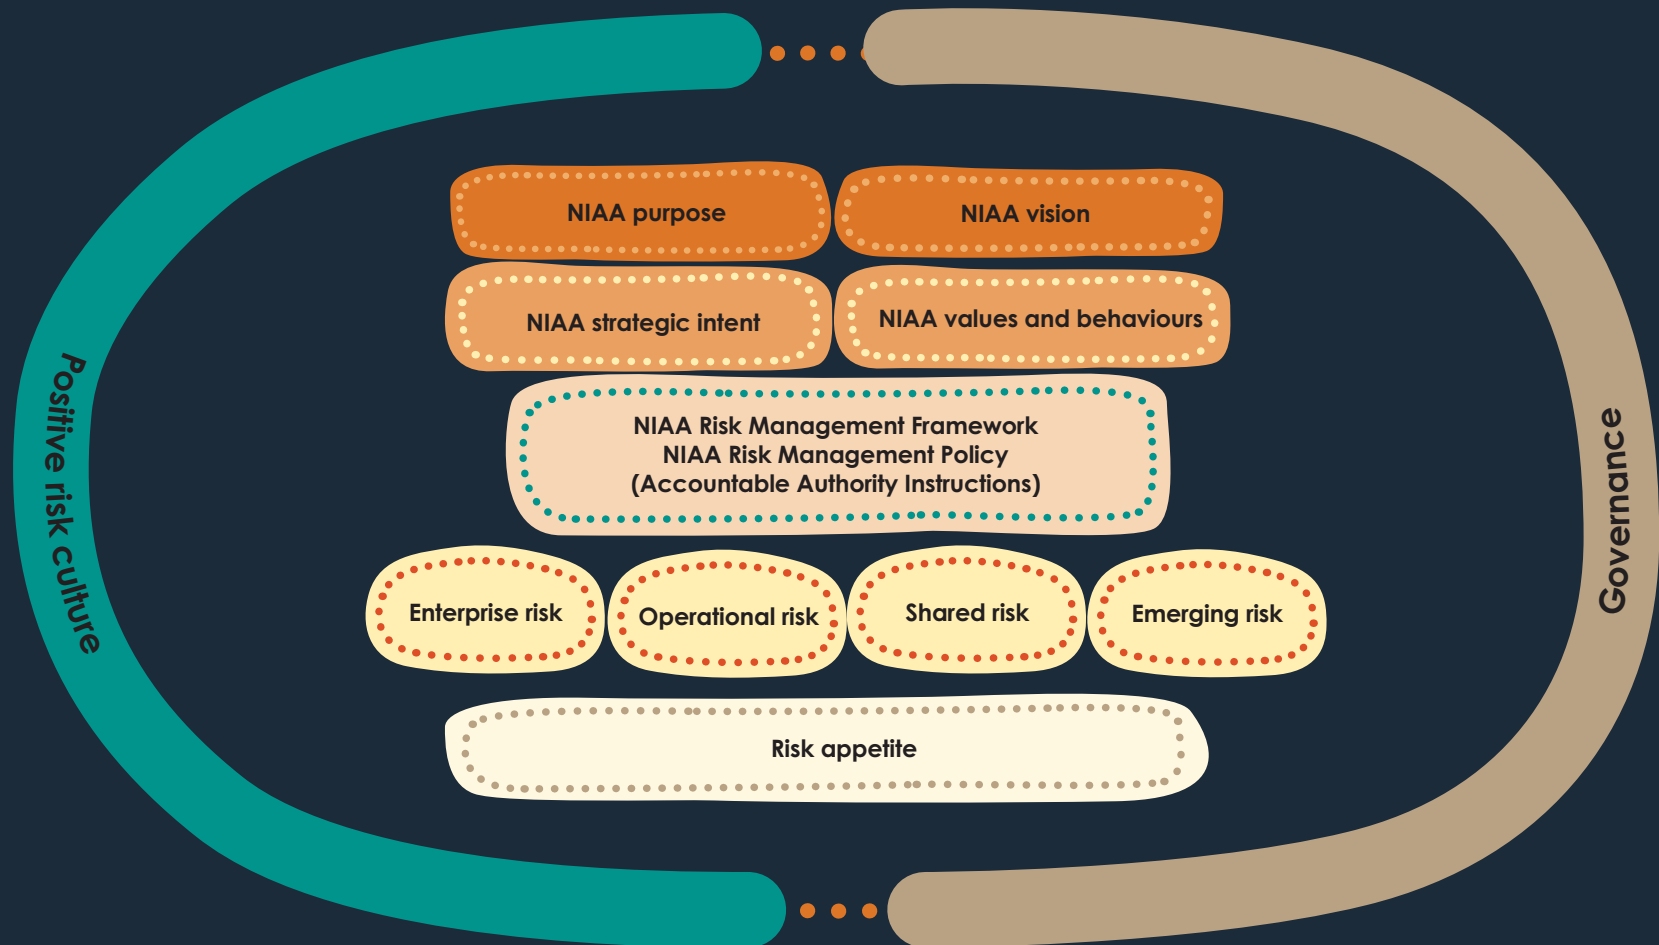 Positive risk culture
NIAA purpose
NIAA vision
NIAA strategic intent
NIAA values and behaviours
NIAA Risk Management Framework
NIAA Risk Management Policy
(Accountable Authority Instructions)
Enterprise risk
Operational risk
Shared risk
Emerging risk
Risk appetite
Governance